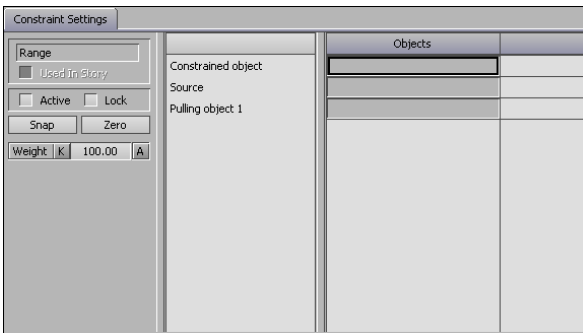 Constraint Settings
Range
Used in Story
Active Lock
Snap Zero
Weight K 100.00 A
Constrained object
Source
Pulling object 1
Objects